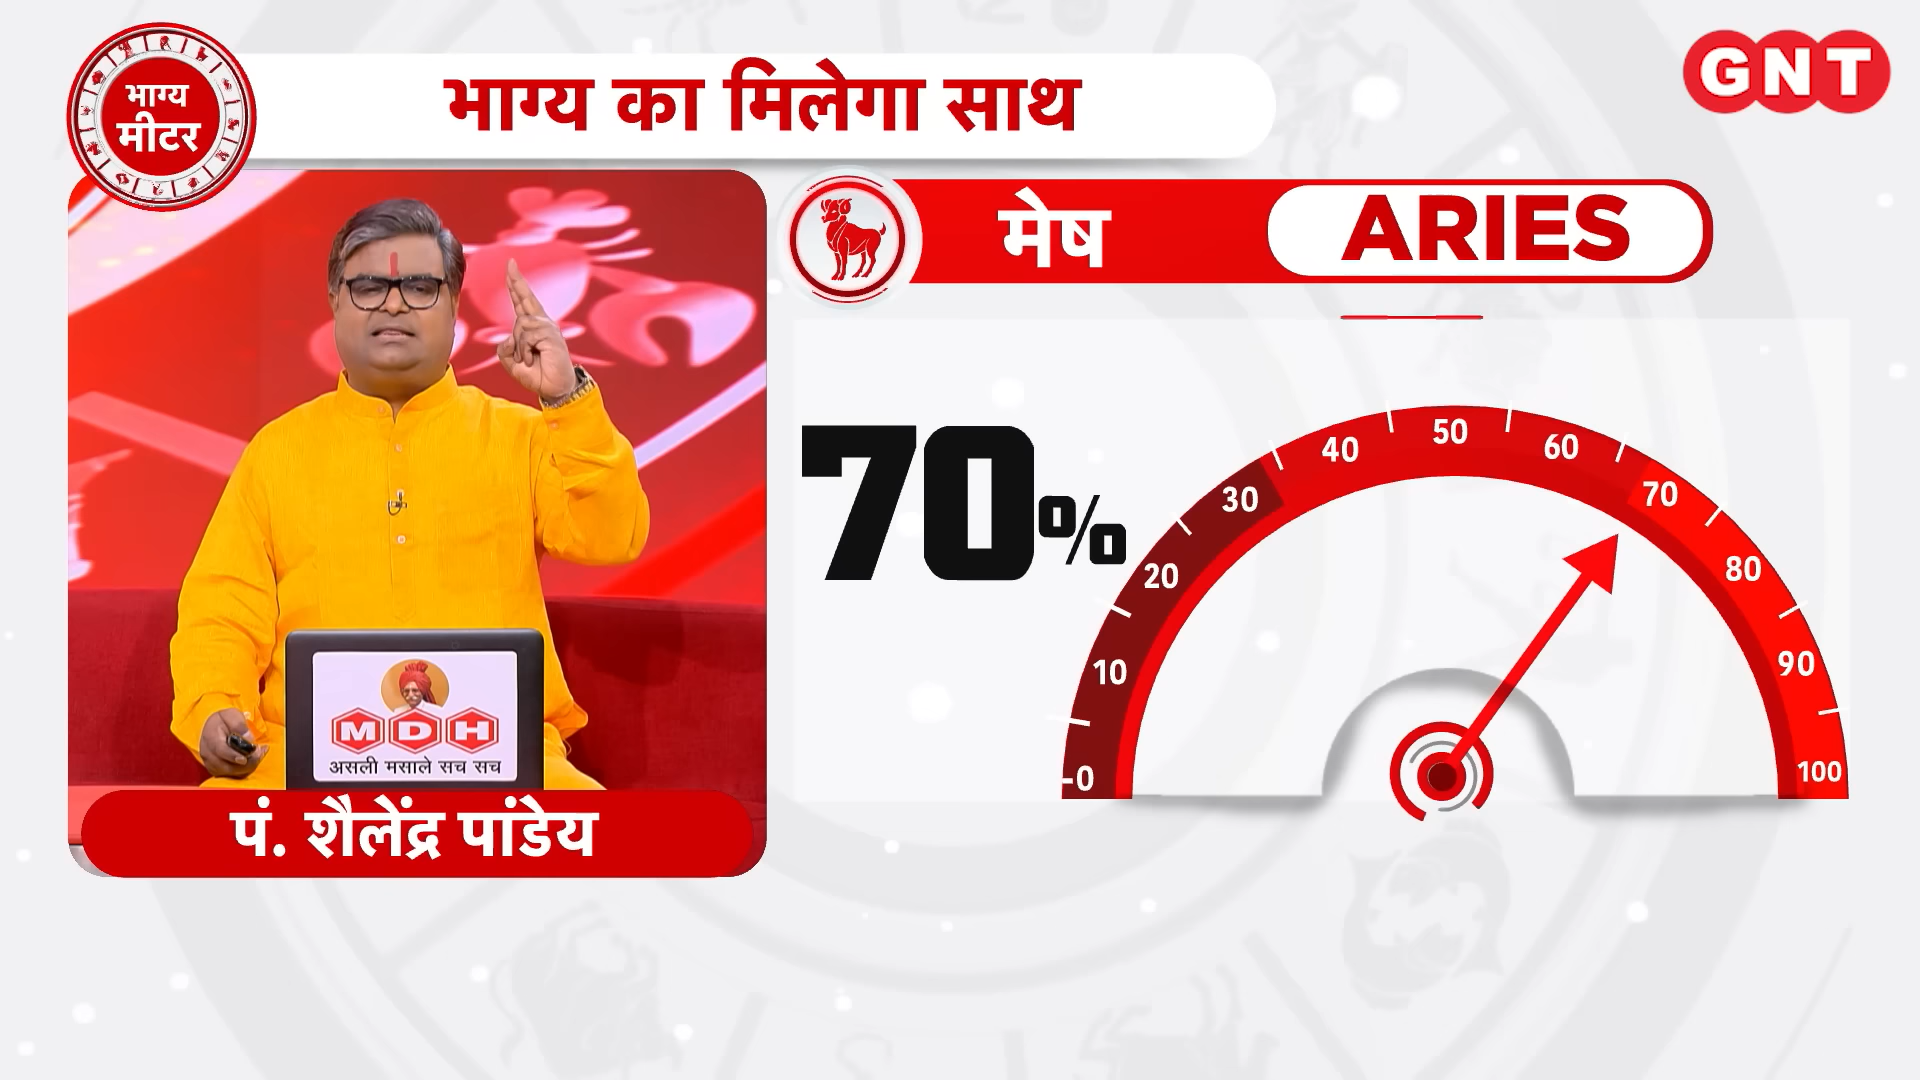 भाग्य
मीटर
भाग्य का मिलेगा साथ
GNT
मेष
ARIES
70%
0
10
20
30
40
50
60
70
80
90
100
MDH
असली मसाले सच सच
पं. शैलेंद्र पांडेय